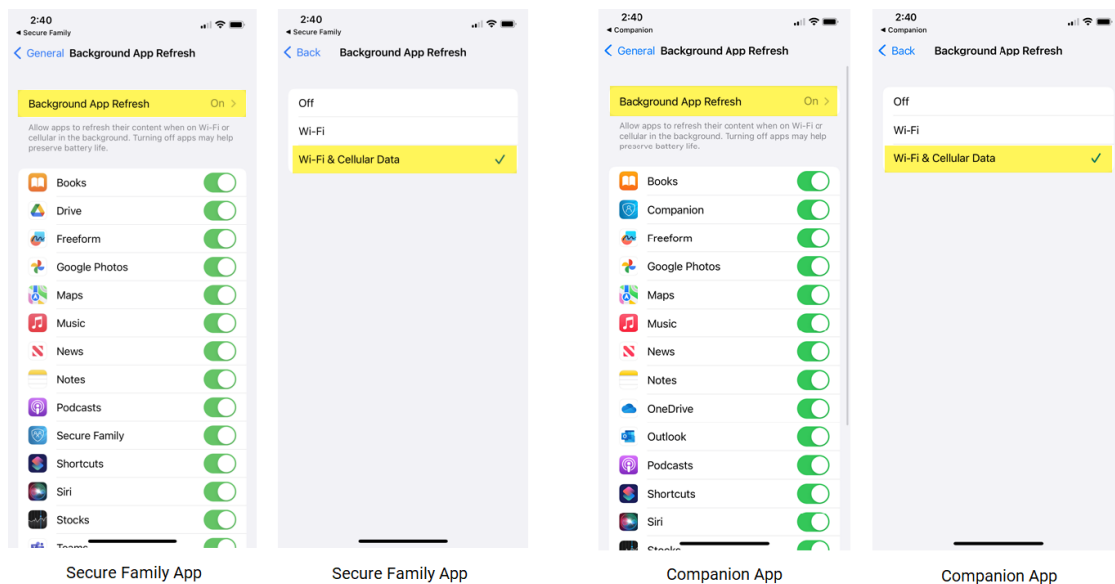 2:40
◀ Secure Family
General Background App Refresh
Background App Refresh On
Allow apps to refresh their content when on Wi-Fi or
cellular in the background. Turning off apps may help
preserve battery life.
Books
Drive
Freeform
Google Photos
Maps
Music
News
Notes
Podcasts
Secure Family
Shortcuts
Siri
Stocks
Teams
Secure Family App
2:40
◀ Secure Family
Back Background App Refresh
Off
Wi-Fi
Wi-Fi & Cellular Data
Secure Family App
2:40
◀ Companion
General Background App Refresh
Background App Refresh On
Allow apps to refresh their content when on Wi-Fi or
cellular in the background. Turning off apps may help
preserve battery life.
Books
Companion
Freeform
Google Photos
Maps
Music
News
Notes
OneDrive
Outlook
Podcasts
Shortcuts
Siri
Stocks
Companion App
2:40
◀ Companion
Back Background App Refresh
Off
Wi-Fi
Wi-Fi & Cellular Data
Companion App